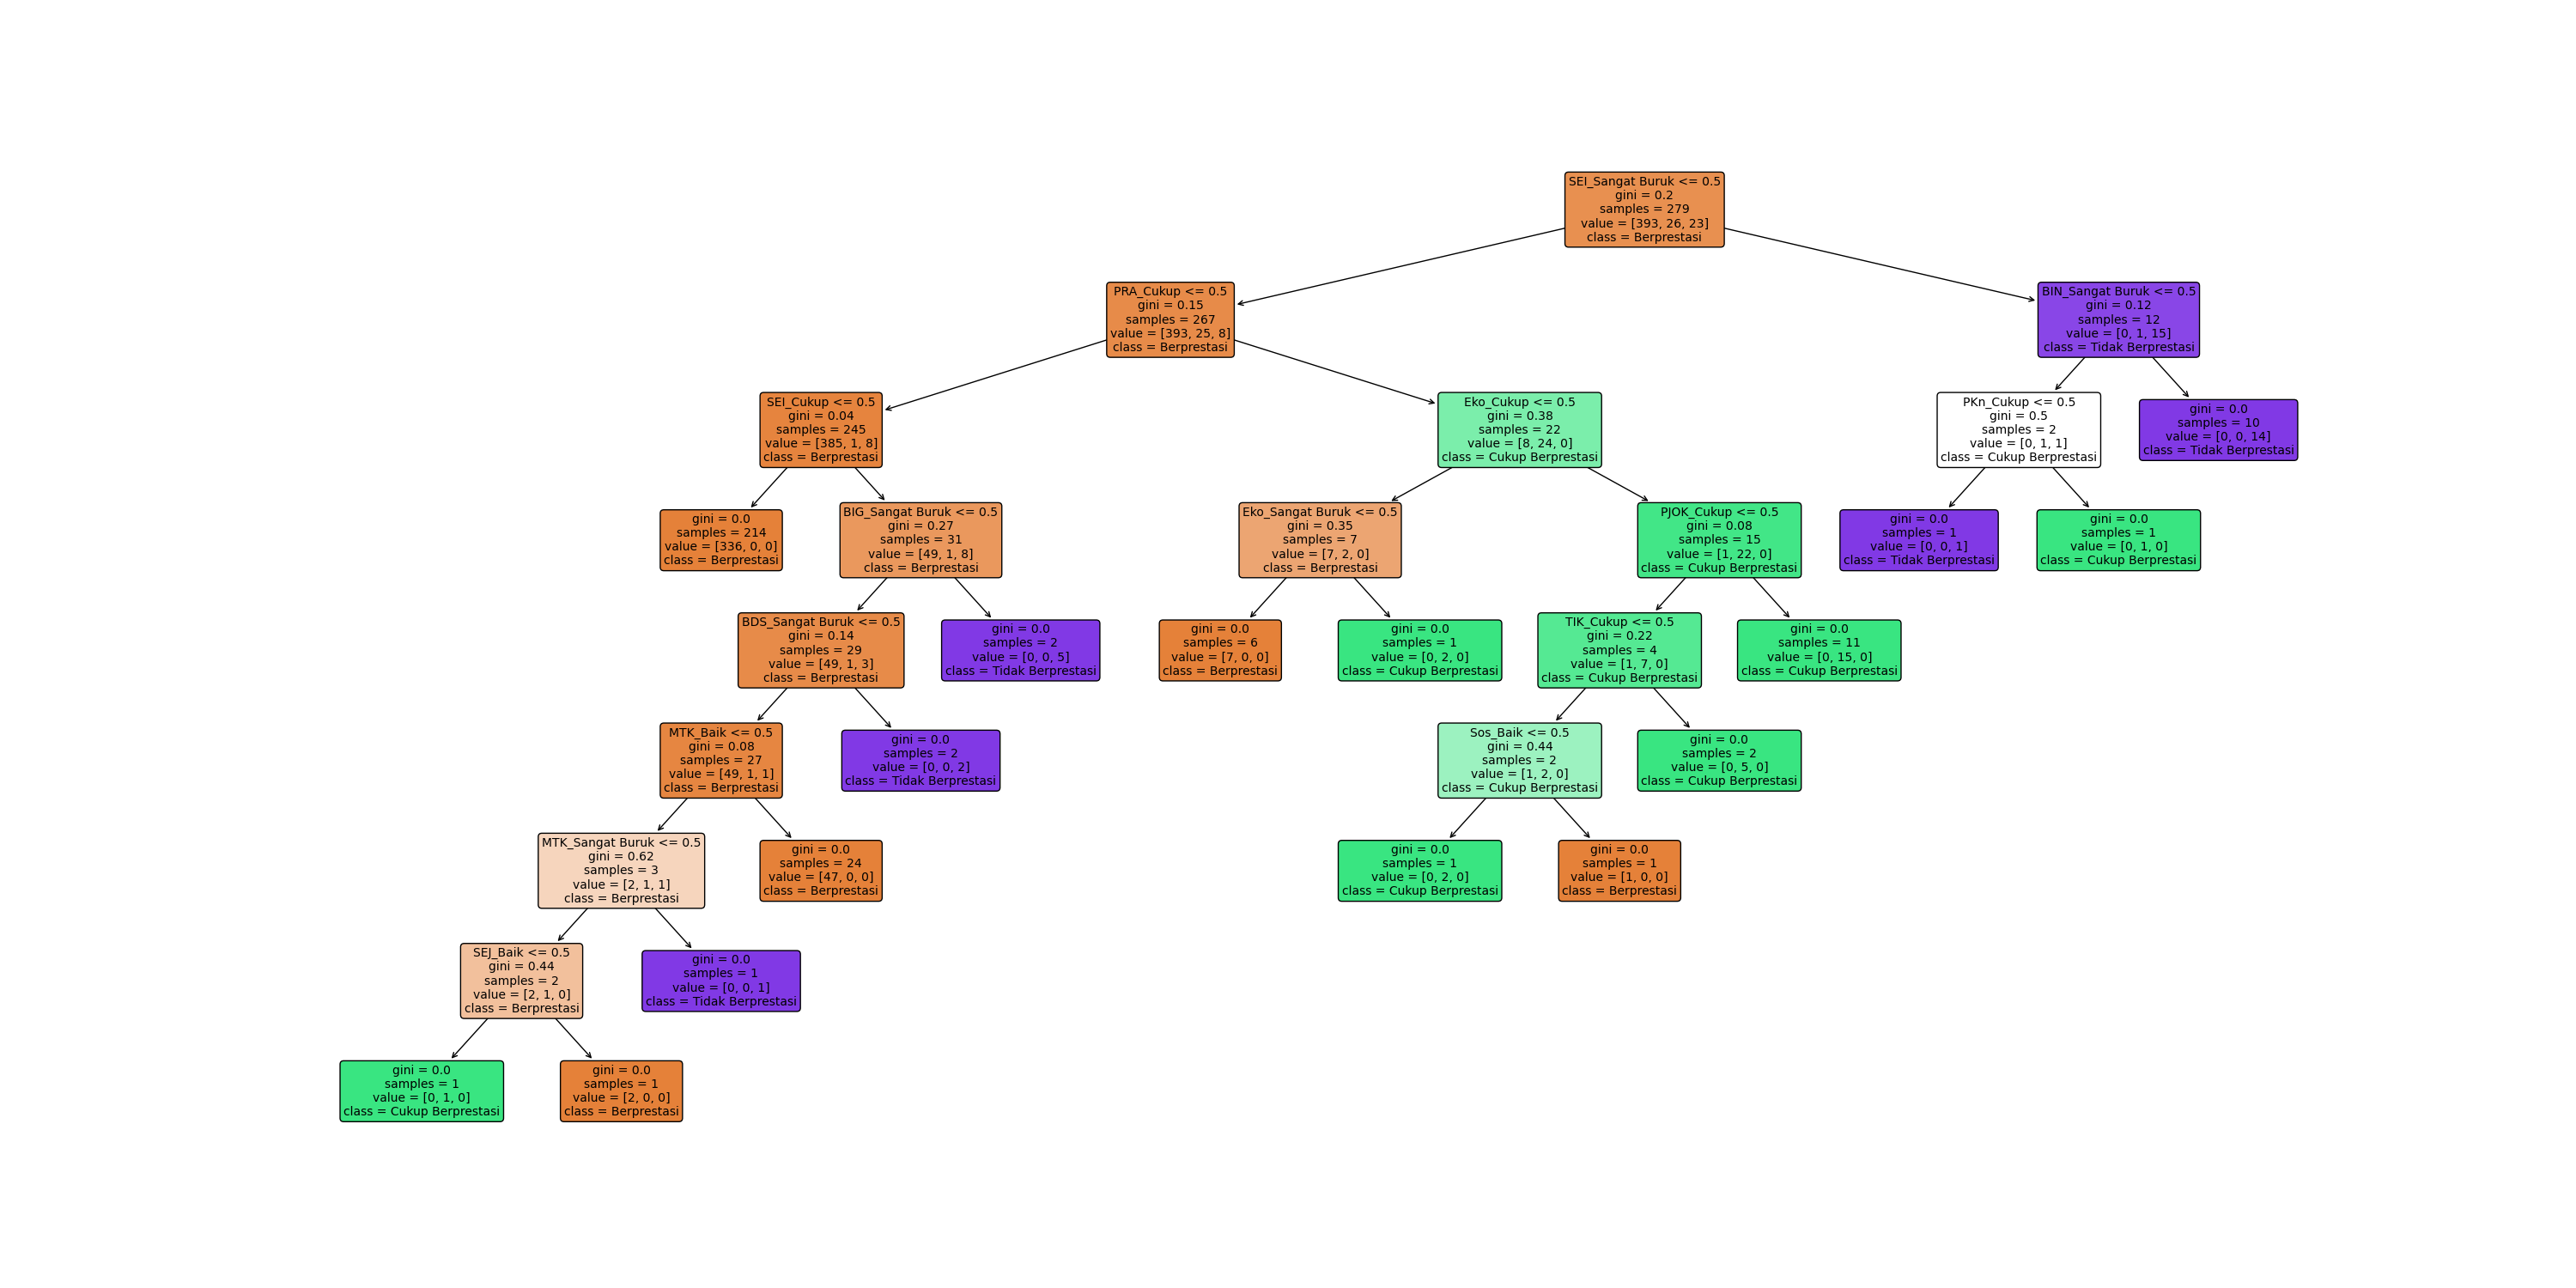 SEI_Sangat Buruk <= 0.5
gini = 0.2
samples = 279
value = [393, 26, 23]
class = Berprestasi
PRA_Cukup <= 0.5
gini = 0.15
samples = 267
value = [393, 25, 8]
class = Berprestasi
BIN_Sangat Buruk <= 0.5
gini = 0.12
samples = 12
value = [0, 1, 15]
class = Tidak Berprestasi
SEI_Cukup <= 0.5
gini = 0.04
samples = 245
value = [385, 1, 8]
class = Berprestasi
Eko_Cukup <= 0.5
gini = 0.38
samples = 22
value = [8, 24, 0]
class = Cukup Berprestasi
PKn_Cukup <= 0.5
gini = 0.5
samples = 2
value = [0, 1, 1]
class = Cukup Berprestasi
gini = 0.0
samples = 10
value = [0, 0, 14]
class = Tidak Berprestasi
gini = 0.0
samples = 214
value = [336, 0, 0]
class = Berprestasi
BIG_Sangat Buruk <= 0.5
gini = 0.27
samples = 31
value = [49, 1, 8]
class = Berprestasi
Eko_Sangat Buruk <= 0.5
gini = 0.35
samples = 7
value = [7, 2, 0]
class = Berprestasi
PJOK_Cukup <= 0.5
gini = 0.08
samples = 15
value = [1, 22, 0]
class = Cukup Berprestasi
gini = 0.0
samples = 1
value = [0, 0, 1]
class = Tidak Berprestasi
gini = 0.0
samples = 1
value = [0, 1, 0]
class = Cukup Berprestasi
BDS_Sangat Buruk <= 0.5
gini = 0.14
samples = 29
value = [49, 1, 3]
class = Berprestasi
gini = 0.0
samples = 2
value = [0, 0, 5]
class = Tidak Berprestasi
gini = 0.0
samples = 6
value = [7, 0, 0]
class = Berprestasi
gini = 0.0
samples = 1
value = [0, 2, 0]
class = Cukup Berprestasi
TIK_Cukup <= 0.5
gini = 0.22
samples = 4
value = [1, 7, 0]
class = Cukup Berprestasi
gini = 0.0
samples = 11
value = [0, 15, 0]
class = Cukup Berprestasi
MTK_Baik <= 0.5
gini = 0.08
samples = 27
value = [49, 1, 1]
class = Berprestasi
gini = 0.0
samples = 2
value = [0, 0, 2]
class = Tidak Berprestasi
Sos_Baik <= 0.5
gini = 0.44
samples = 2
value = [1, 2, 0]
class = Cukup Berprestasi
gini = 0.0
samples = 2
value = [0, 5, 0]
class = Cukup Berprestasi
MTK_Sangat Buruk <= 0.5
gini = 0.62
samples = 3
value = [2, 1, 1]
class = Berprestasi
gini = 0.0
samples = 24
value = [47, 0, 0]
class = Berprestasi
gini = 0.0
samples = 1
value = [0, 2, 0]
class = Cukup Berprestasi
gini = 0.0
samples = 1
value = [1, 0, 0]
class = Berprestasi
SEJ_Baik <= 0.5
gini = 0.44
samples = 2
value = [2, 1, 0]
class = Berprestasi
gini = 0.0
samples = 1
value = [0, 0, 1]
class = Tidak Berprestasi
gini = 0.0
samples = 1
value = [0, 1, 0]
class = Cukup Berprestasi
gini = 0.0
samples = 1
value = [2, 0, 0]
class = Berprestasi